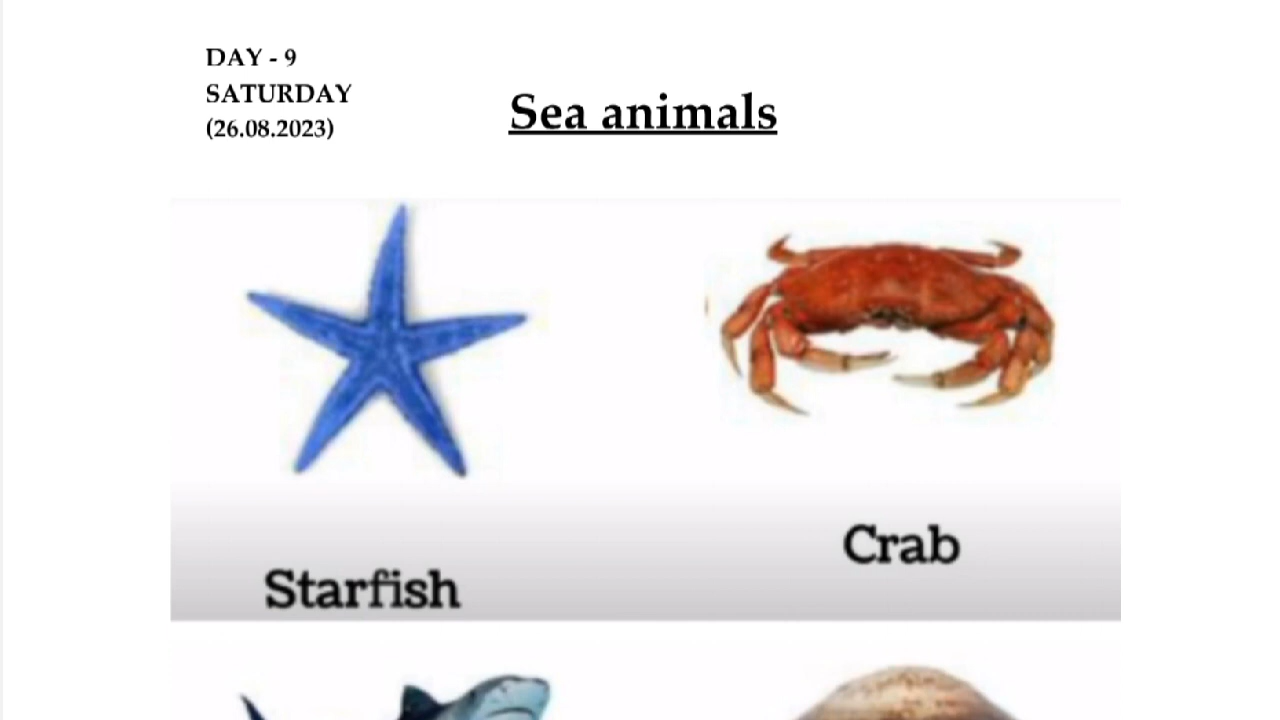 DAY - 9
SATURDAY
(26.08.2023)
Sea animals
Crab
Starfish